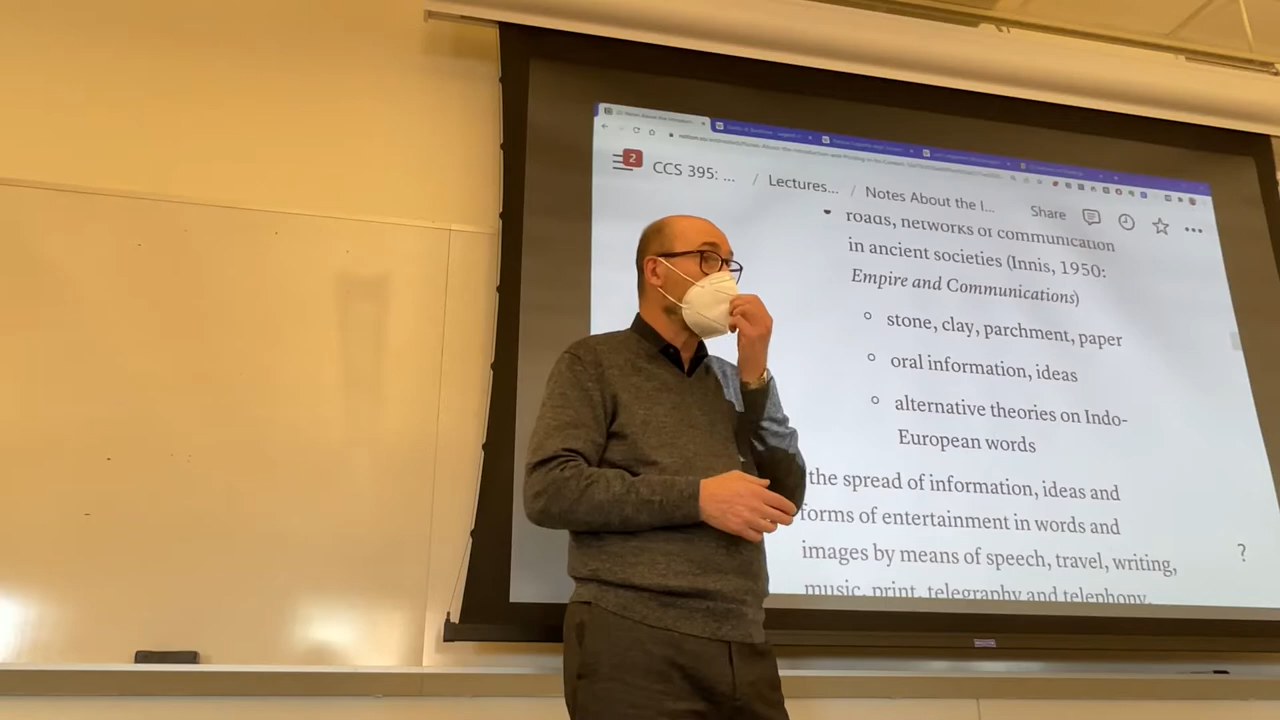 2
CCS 395: ... / Lectures... / Notes About the I...
Share
roads, networks of communication
in ancient societies (Innis, 1950:
Empire and Communications)
stone, clay, parchment, paper
oral information, ideas
alternative theories on Indo-
European words
the spread of information, ideas and
forms of entertainment in words and
images by means of speech, travel, writing,
music, print, telegraphy and telephony,
?